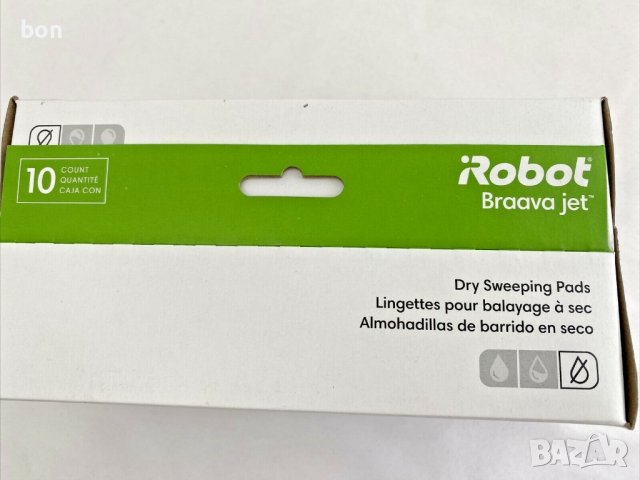 bon
10
COUNT
QUANTITÉ
CAJA CON
iRobot®
Braava jet™
Dry Sweeping Pads
Lingettes pour balayage à sec
Almohadillas de barrido en seco
BAZAR